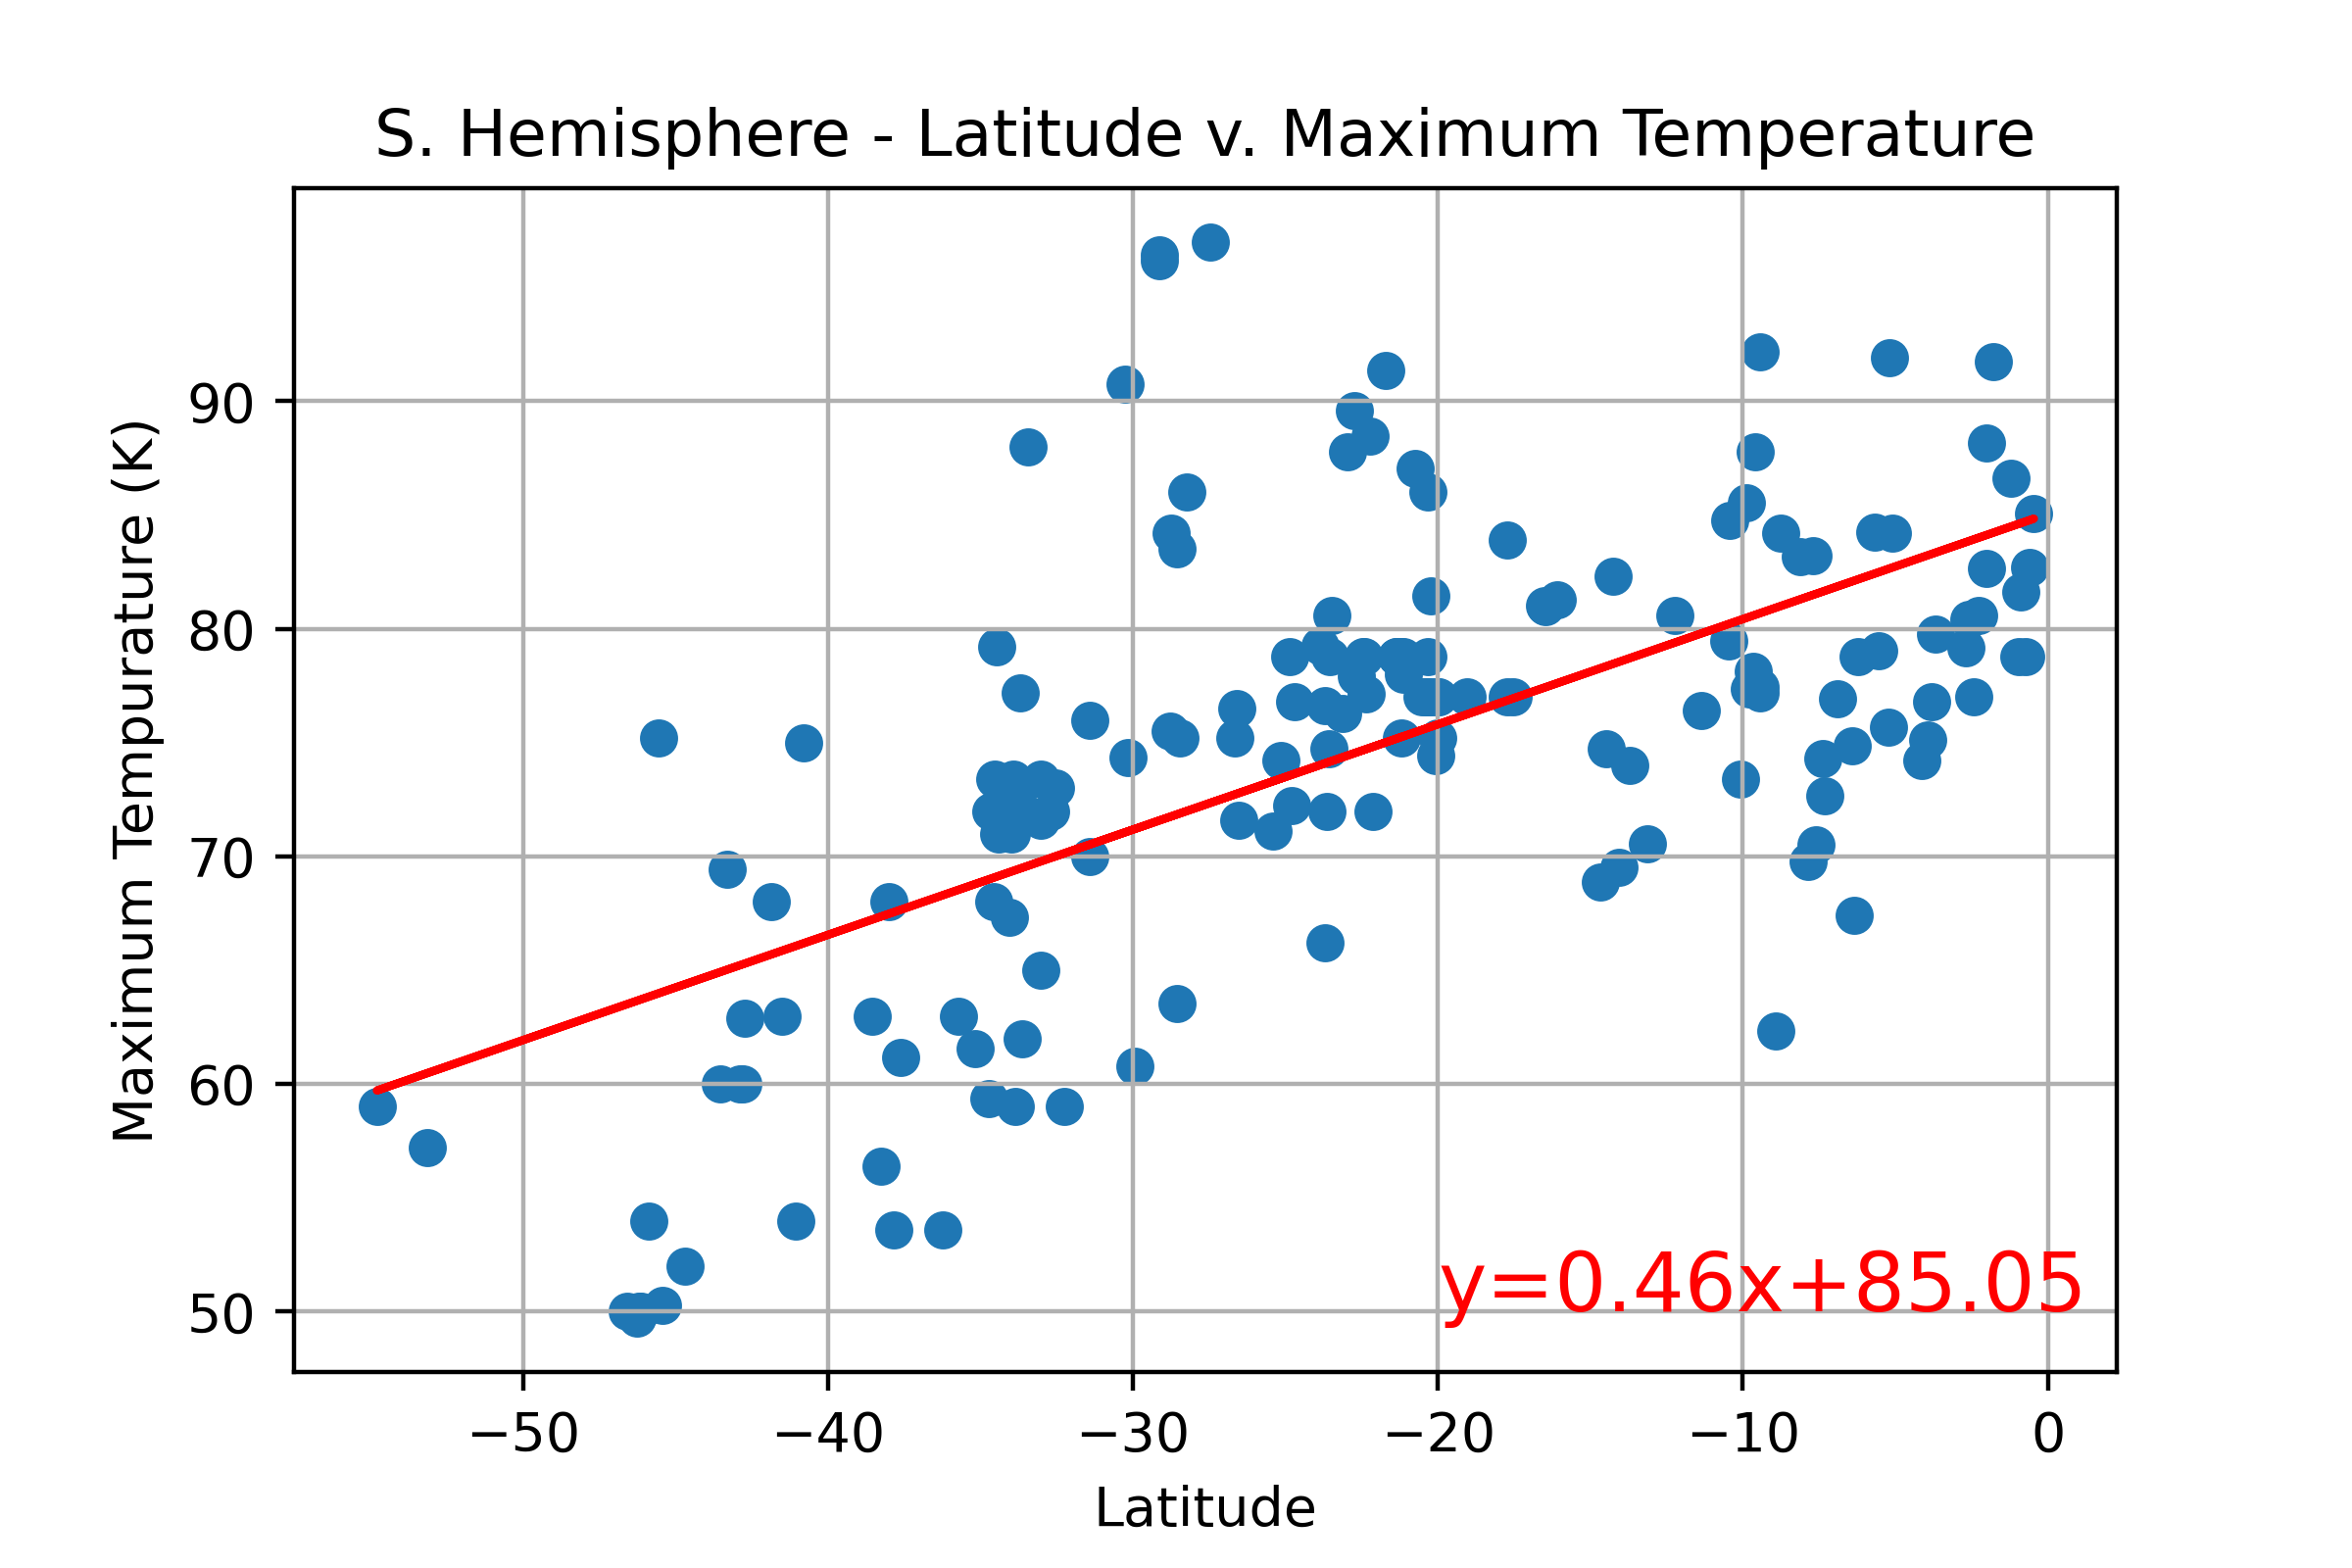 S. Hemisphere - Latitude v. Maximum Temperature
Maximum Tempurature (K)
90
80
70
60
50
y=0.46x+85.05
−50 −40 −30 −20 −10 0
Latitude